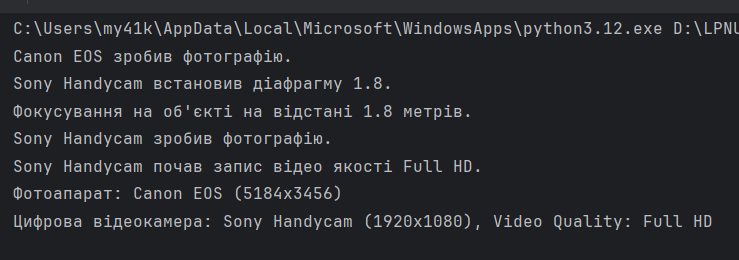 C:\Users\my41k\AppData\Local\Microsoft\WindowsApps\python3.12.exe D:\LPNU
Canon EOS зробив фотографію.
Sony Handycam встановив діафрагму 1.8.
Фокусування на об'єкті на відстані 1.8 метрів.
Sony Handycam зробив фотографію.
Sony Handycam почав запис відео якості Full HD.
Фотоапарат: Canon EOS (5184x3456)
Цифрова відеокамера: Sony Handycam (1920x1080), Video Quality: Full HD